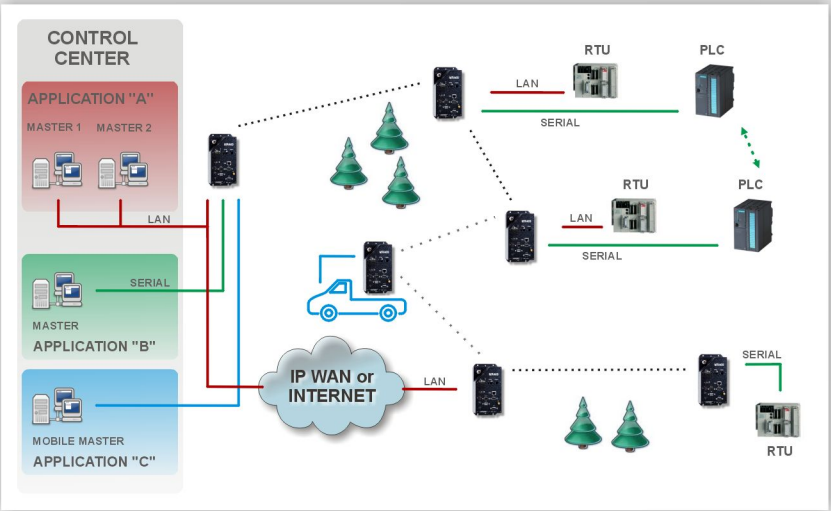 CONTROL
CENTER
APPLICATION "A"
MASTER 1
MASTER 2
LAN
SERIAL
MASTER
APPLICATION "B"
MOBILE MASTER
APPLICATION "C"
IP WAN or
INTERNET
LAN
RTU
PLC
LAN
SERIAL
RTU
PLC
LAN
SERIAL
SERIAL
RTU